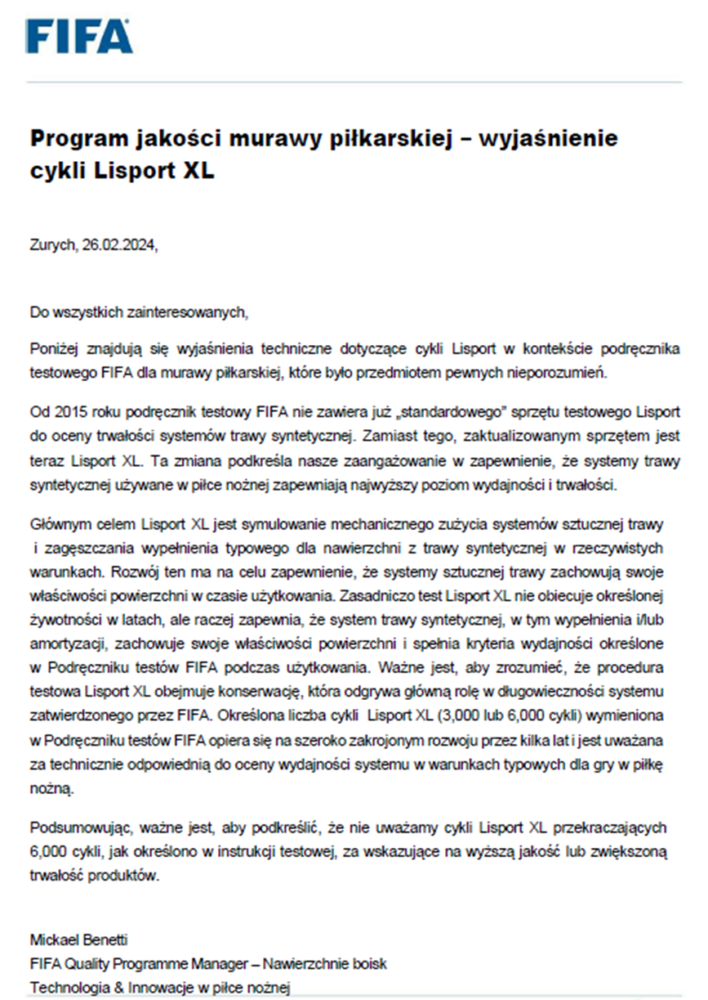 FIFA
Program jakości murawy piłkarskiej – wyjaśnienie
cykli Lisport XL
Zurych, 26.02.2024,
Do wszystkich zainteresowanych,
Poniżej znajdują się wyjaśnienia techniczne dotyczące cykli Lisport w kontekście podręcznika
testowego FIFA dla murawy piłkarskiej, które było przedmiotem pewnych nieporozumień.
Od 2015 roku podręcznik testowy FIFA nie zawiera już „standardowego” sprzętu testowego Lisport
do oceny trwałości systemów trawy syntetycznej. Zamiast tego, zaktualizowanym sprzętem jest
teraz Lisport XL. Ta zmiana podkreśla nasze zaangażowanie w zapewnienie, że systemy trawy
syntetycznej używane w piłce nożnej zapewniają najwyższy poziom wydajności i trwałości.
Głównym celem Lisport XL jest symulowanie mechanicznego zużycia systemów sztucznej trawy
i zagęszczania wypełnienia typowego dla nawierzchni z trawy syntetycznej w rzeczywistych
warunkach. Rozwój ten ma na celu zapewnienie, że systemy sztucznej trawy zachowują swoje
właściwości powierzchni w czasie użytkowania. Zasadniczo test Lisport XL nie obiecuje określonej
żywotności w latach, ale raczej zapewnia, że system trawy syntetycznej, w tym wypełnienia i/lub
amortyzacji, zachowuje swoje właściwości powierzchni i spełnia kryteria wydajności określone
w Podręczniku testów FIFA podczas użytkowania. Ważne jest, aby zrozumieć, że procedura
testowa Lisport XL obejmuje konserwację, która odgrywa główną rolę w długowieczności systemu
zatwierdzonego przez FIFA. Określona liczba cykli Lisport XL (3,000 lub 6,000 cykli) wymieniona
w Podręczniku testów FIFA opiera się na szeroko zakrojonym rozwoju przez kilka lat i jest uważana
za technicznie odpowiednią do oceny wydajności systemu w warunkach typowych dla gry w piłkę
nożną.
Podsumowując, ważne jest, aby podkreślić, że nie uważamy cykli Lisport XL przekraczających
6,000 cykli, jak określono w instrukcji testowej, za wskazujące na wyższą jakość lub zwiększoną
trwałość produktów.
Mickael Benetti
FIFA Quality Programme Manager – Nawierzchnie boisk
Technologia & Innowacje w piłce nożnej